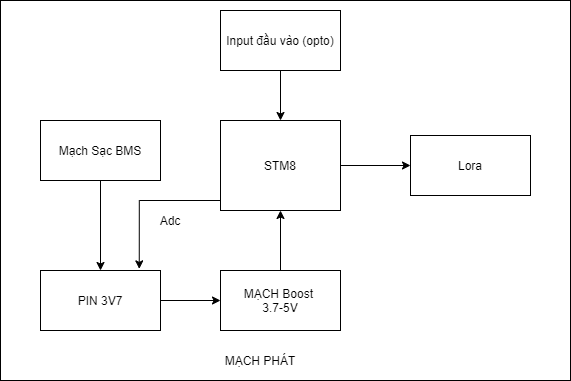 Input đầu vào (opto)
Mạch Sạc BMS
STM8
Lora
Adc
PIN 3V7
MẠCH Boost
3.7-5V
MẠCH PHÁT